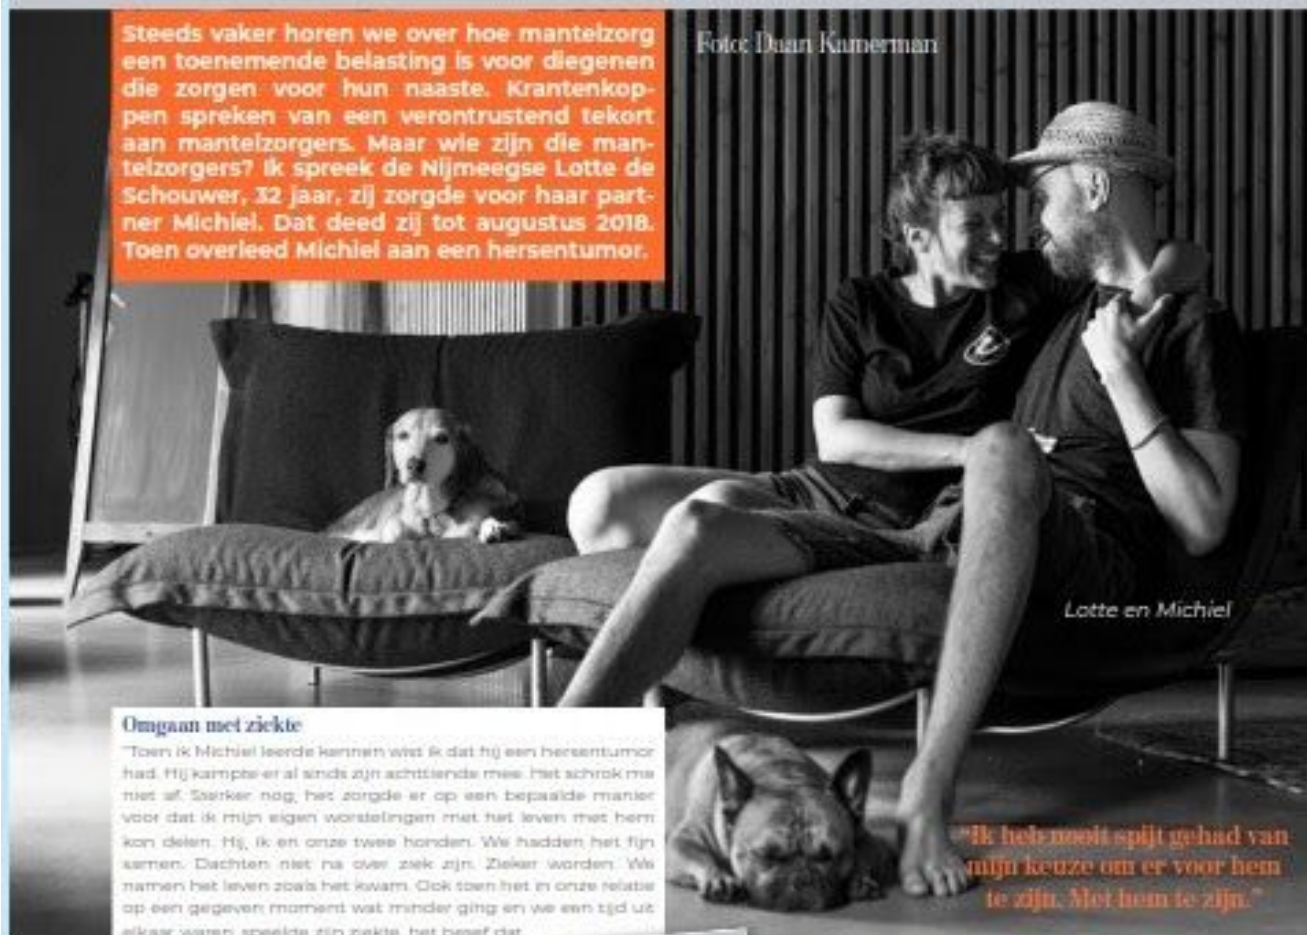 Steeds vaker horen we over hoe mantelzorg
een toenemende belasting is voor diegenen
die zorgen voor hun naaste. Krantenkop-
pen spreken van een verontrustend tekort
aan mantelzorgers. Maar wie zijn die man-
telzorgers? Ik spreek de Nijmeegse Lotte de
Schouwer, 32 jaar, zij zorgde voor haar part-
ner Michiel. Dat deed zij tot augustus 2018.
Toen overleed Michiel aan een hersentumor.
Foto: Daan Kamerman
Lotte en Michiel
Omgaan met ziekte
"Toen ik Michiel leerde kennen wist ik dat hij een hersentumor
had. Hij kampte er al sinds zijn achttiende mee. Het schrok me
niet af. Sterker nog, het zorgde er op een bepaalde manier
voor dat ik mijn eigen worstelingen met het leven met hem
kon delen. Hij, ik en onze twee honden. We hadden het fijn
samen. Dachten niet na over ziek zijn. Zieker worden. We
namen het leven zoals het kwam. Ook toen het in onze relatie
op een gegeven moment wat minder ging en we een tijd uit
elkaar waren, speelde zijn ziekte, het besef dat
"Ik heb nooit spijt gehad van
mijn keuze om er voor hem
te zijn. Met hem te zijn."